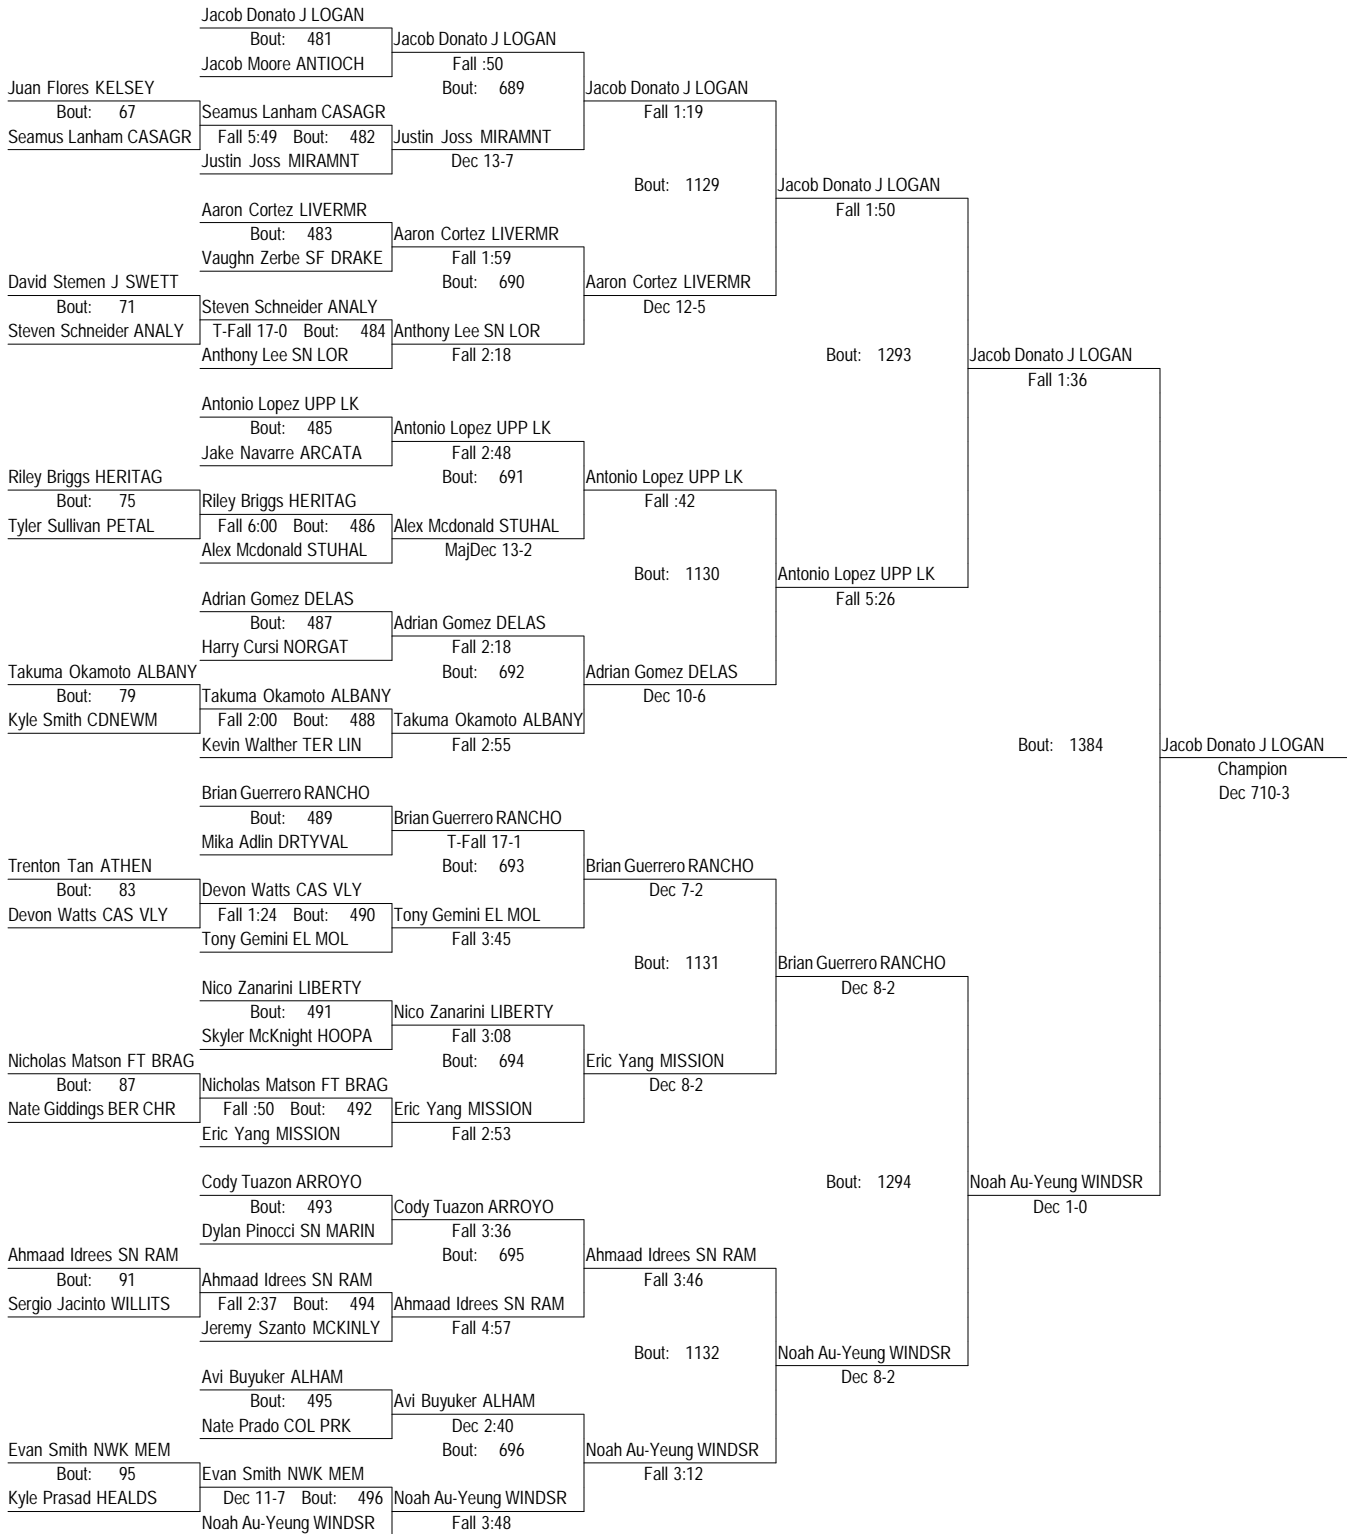 Jacob Donato J LOGAN
Bout: 481 Jacob Donato J LOGAN
Jacob Moore ANTIOCH Fall :50
Juan Flores KELSEY Bout: 689 Jacob Donato J LOGAN
Bout: 67 Seamus Lanham CASAGR Fall 1:19
Seamus Lanham CASAGR Fall 5:49 Bout: 482 Justin Joss MIRAMNT
Justin Joss MIRAMNT Dec 13-7
Bout: 1129 Jacob Donato J LOGAN
Aaron Cortez LIVERMR Fall 1:50
Bout: 483 Aaron Cortez LIVERMR
Vaughn Zerbe SF DRAKE Fall 1:59
David Stemen J SWETT Bout: 690 Aaron Cortez LIVERMR
Bout: 71 Steven Schneider ANALY Dec 12-5
Steven Schneider ANALY T-Fall 17-0 Bout: 484 Anthony Lee SN LOR
Anthony Lee SN LOR Fall 2:18 Bout: 1293 Jacob Donato J LOGAN
Fall 1:36
Antonio Lopez UPP LK
Bout: 485 Antonio Lopez UPP LK
Jake Navarre ARCATA Fall 2:48
Riley Briggs HERITAG Bout: 691 Antonio Lopez UPP LK
Bout: 75 Riley Briggs HERITAG Fall :42
Tyler Sullivan PETAL Fall 6:00 Bout: 486 Alex Mcdonald STUHAL
Alex Mcdonald STUHAL MajDec 13-2
Bout: 1130 Antonio Lopez UPP LK
Adrian Gomez DELAS Fall 5:26
Bout: 487 Adrian Gomez DELAS
Harry Cursi NORGAT Fall 2:18
Takuma Okamoto ALBANY Bout: 692 Adrian Gomez DELAS
Bout: 79 Takuma Okamoto ALBANY Dec 10-6
Kyle Smith CDNEWM Fall 2:00 Bout: 488 Takuma Okamoto ALBANY
Kevin Walther TER LIN Fall 2:55 Bout: 1384 Jacob Donato J LOGAN
Champion
Brian Guerrero RANCHO Dec 710-3
Bout: 489 Brian Guerrero RANCHO
Mika Adlin DRTYVAL T-Fall 17-1
Trenton Tan ATHEN Bout: 693 Brian Guerrero RANCHO
Bout: 83 Devon Watts CAS VLY Dec 7-2
Devon Watts CAS VLY Fall 1:24 Bout: 490 Tony Gemini EL MOL
Tony Gemini EL MOL Fall 3:45
Bout: 1131 Brian Guerrero RANCHO
Nico Zanarini LIBERTY Dec 8-2
Bout: 491 Nico Zanarini LIBERTY
Skyler McKnight HOOPA Fall 3:08
Nicholas Matson FT BRAG Bout: 694 Eric Yang MISSION
Bout: 87 Nicholas Matson FT BRAG Dec 8-2
Nate Giddings BER CHR Fall :50 Bout: 492 Eric Yang MISSION
Eric Yang MISSION Fall 2:53
Cody Tuazon ARROYO Bout: 1294 Noah Au-Yeung WINDSR
Bout: 493 Cody Tuazon ARROYO Dec 1-0
Dylan Pinocci SN MARIN Fall 3:36
Ahmaad Idrees SN RAM Bout: 695 Ahmaad Idrees SN RAM
Bout: 91 Ahmaad Idrees SN RAM Fall 3:46
Sergio Jacinto WILLITS Fall 2:37 Bout: 494 Ahmaad Idrees SN RAM
Jeremy Szanto MCKINLY Fall 4:57
Bout: 1132 Noah Au-Yeung WINDSR
Avi Buyuker ALHAM Dec 8-2
Bout: 495 Avi Buyuker ALHAM
Nate Prado COL PRK Dec 2:40
Evan Smith NWK MEM Bout: 696 Noah Au-Yeung WINDSR
Bout: 95 Evan Smith NWK MEM Fall 3:12
Kyle Prasad HEALDS Dec 11-7 Bout: 496 Noah Au-Yeung WINDSR
Noah Au-Yeung WINDSR Fall 3:48